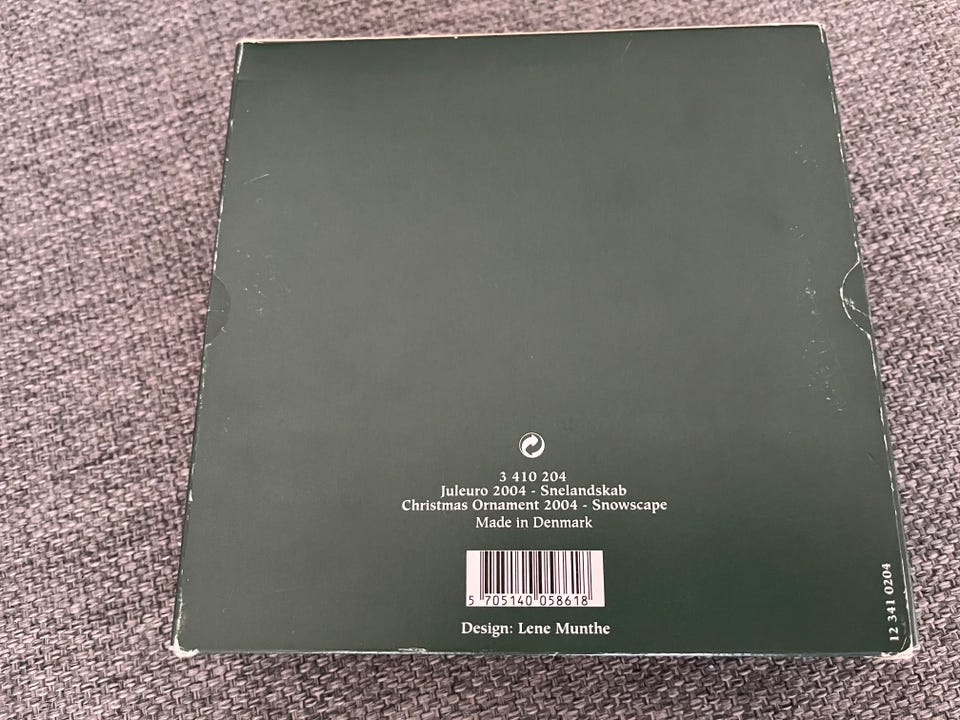 3 410 204
Juleuro 2004 - Snelandskab
Christmas Ornament 2004 - Snowscape
Made in Denmark
5 705140 058618
Design: Lene Munthe
12 341 0204